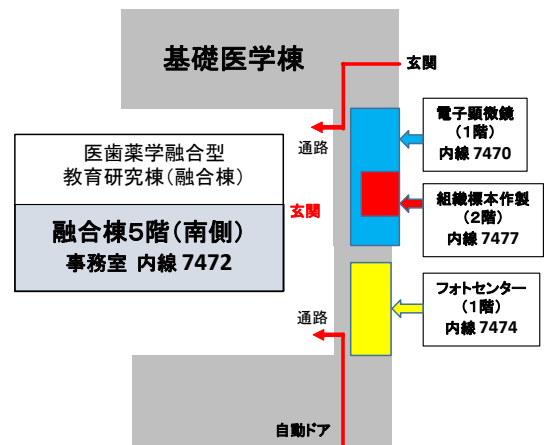 基礎医学棟
玄関
通路
電子顕微鏡
(1階)
内線 7470
医歯薬学融合型
教育研究棟(融合棟)
玄関
融合棟5階(南側)
事務室 内線 7472
組織標本作製
(2階)
内線 7477
フォトセンター
(1階)
内線 7474
通路
自動ドア